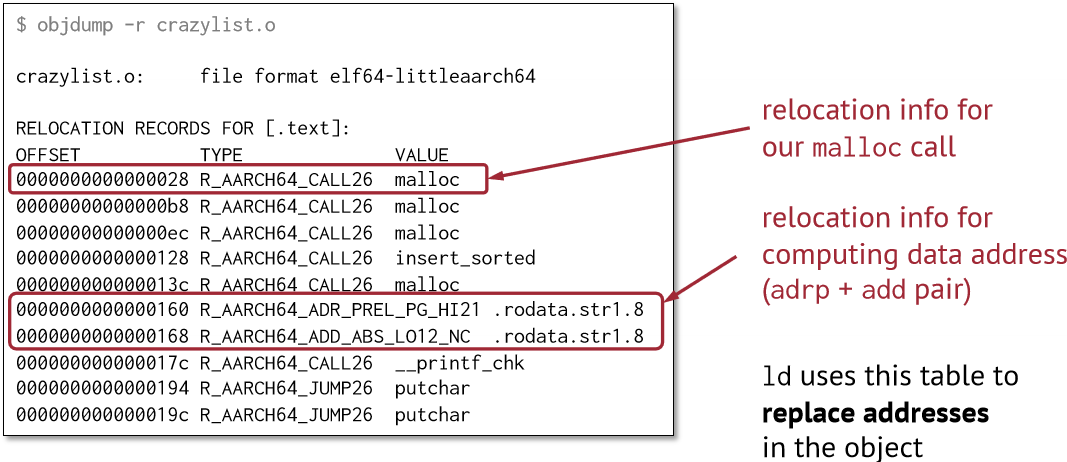 $ objdump -r crazylist.o
crazylist.o:     file format elf64-littleaarch64
RELOCATION RECORDS FOR [.text]:
OFFSET           TYPE              VALUE
0000000000000028 R_AARCH64_CALL26  malloc
00000000000000b8 R_AARCH64_CALL26  malloc
00000000000000ec R_AARCH64_CALL26  malloc
0000000000000128 R_AARCH64_CALL26  insert_sorted
000000000000013c R_AARCH64_CALL26  malloc
0000000000000160 R_AARCH64_ADR_PREL_PG_HI21 .rodata.str1.8
0000000000000168 R_AARCH64_ADD_ABS_LO12_NC  .rodata.str1.8
000000000000017c R_AARCH64_CALL26  __printf_chk
0000000000000194 R_AARCH64_JUMP26  putchar
000000000000019c R_AARCH64_JUMP26  putchar
relocation info for
our malloc call
relocation info for
computing data address
(adrp + add pair)
ld uses this table to
replace addresses
in the object